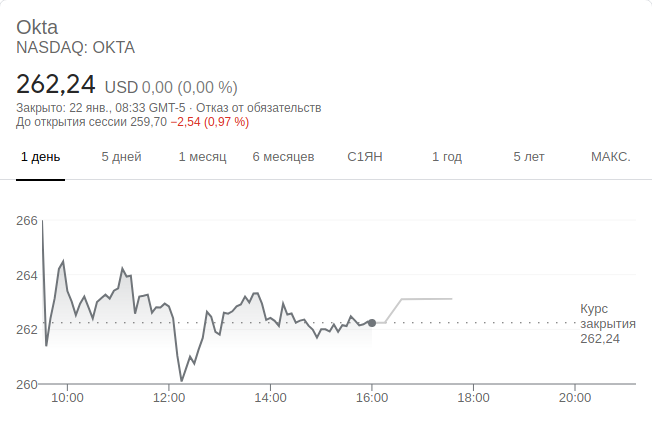 Okta
NASDAQ: OKTA
262,24 USD 0,00 (0,00 %)
Закрыто: 22 янв., 08:33 GMT-5 · Отказ от обязательств
До открытия сессии 259,70 −2,54 (0,97 %)
1 день 5 дней 1 месяц 6 месяцев С1ЯН 1 год 5 лет МАКС.
266
264
262
260
Курс
закрытия
262,24
10:00 12:00 14:00 16:00 18:00 20:00